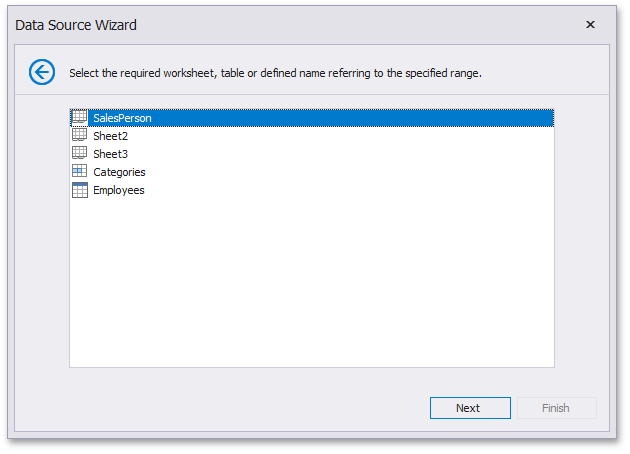 Data Source Wizard
Select the required worksheet, table or defined name referring to the specified range.
SalesPerson
Sheet2
Sheet3
Categories
Employees
Next
Finish